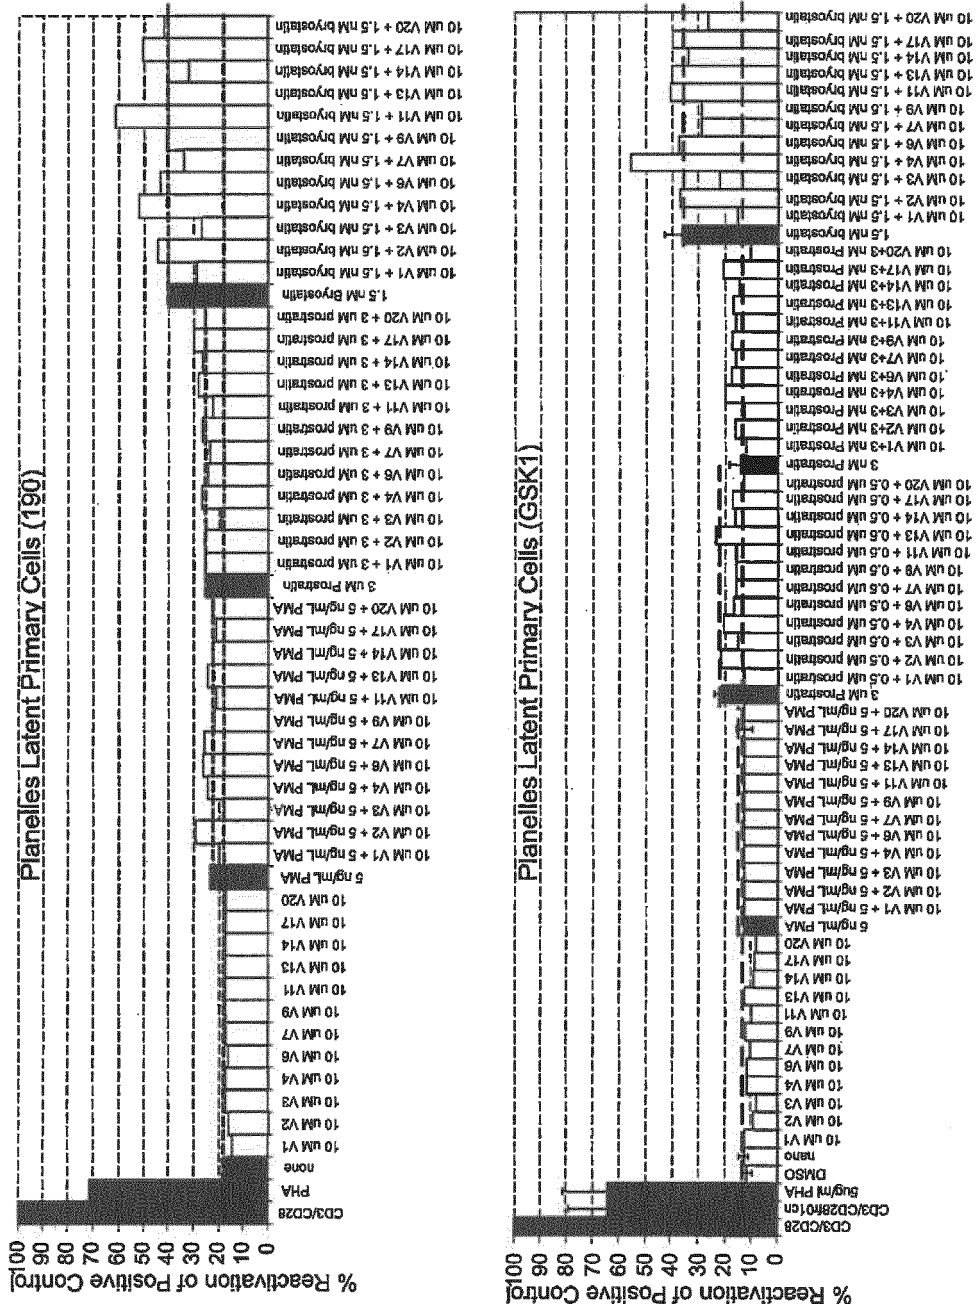 Planelles Latent Primary Cells (190)
% Reactivation of Positive Control
100
90
80
70
60
50
40
30
20
10
0
CD3/CD28
PHA
none
10 uM V1
10 uM V2
10 uM V3
10 uM V4
10 uM V6
10 uM V7
10 uM V9
10 uM V11
10 uM V13
10 uM V14
10 uM V17
10 uM V20
5 ng/mL PMA
10 uM V1 + 5 ng/mL PMA
10 uM V2 + 5 ng/mL PMA
10 uM V3 + 5 ng/mL PMA
10 uM V4 + 5 ng/mL PMA
10 uM V6 + 5 ng/mL PMA
10 uM V7 + 5 ng/mL PMA
10 uM V9 + 5 ng/mL PMA
10 uM V11 + 5 ng/mL PMA
10 uM V13 + 5 ng/mL PMA
10 uM V14 + 5 ng/mL PMA
10 uM V17 + 5 ng/mL PMA
10 uM V20 + 5 ng/mL PMA
3 uM Prostratin
10 uM V1 + 3 uM prostratin
10 uM V2 + 3 uM prostratin
10 uM V3 + 3 uM prostratin
10 uM V4 + 3 uM prostratin
10 uM V6 + 3 uM prostratin
10 uM V7 + 3 uM prostratin
10 uM V9 + 3 uM prostratin
10 uM V11 + 3 uM prostratin
10 uM V13 + 3 uM prostratin
10 uM V14 + 3 uM prostratin
10 uM V17 + 3 uM prostratin
10 uM V20 + 3 uM prostratin
1.5 nM Bryostatin
10 uM V1 + 1.5 nM bryostatin
10 uM V2 + 1.5 nM bryostatin
10 uM V3 + 1.5 nM bryostatin
10 uM V4 + 1.5 nM bryostatin
10 uM V6 + 1.5 nM bryostatin
10 uM V7 + 1.5 nM bryostatin
10 uM V9 + 1.5 nM bryostatin
10 uM V11 + 1.5 nM bryostatin
10 uM V13 + 1.5 nM bryostatin
10 uM V14 + 1.5 nM bryostatin
10 uM V17 + 1.5 nM bryostatin
10 uM V20 + 1.5 nM bryostatin
Planelles Latent Primary Cells (GSK1)
% Reactivation of Positive Control
100
90
80
70
60
50
40
30
20
10
0
CD3/CD28
CD3/CD28fl01cn
5ug/ml PHA
DMSO
nano
10 uM V1
10 uM V2
10 uM V3
10 uM V4
10 uM V6
10 uM V7
10 uM V9
10 uM V11
10 uM V13
10 uM V14
10 uM V17
10 uM V20
5 ng/mL PMA
10 uM V1 + 5 ng/mL PMA
10 uM V2 + 5 ng/mL PMA
10 uM V3 + 5 ng/mL PMA
10 uM V4 + 5 ng/mL PMA
10 uM V6 + 5 ng/mL PMA
10 uM V7 + 5 ng/mL PMA
10 uM V9 + 5 ng/mL PMA
10 uM V11 + 5 ng/mL PMA
10 uM V13 + 5 ng/mL PMA
10 uM V14 + 5 ng/mL PMA
10 uM V17 + 5 ng/mL PMA
10 uM V20 + 5 ng/mL PMA
3 uM Prostratin
10 uM V1 + 0.5 uM prostratin
10 uM V2 + 0.5 uM prostratin
10 uM V3 + 0.5 uM prostratin
10 uM V4 + 0.5 uM prostratin
10 uM V6 + 0.5 uM prostratin
10 uM V7 + 0.5 uM prostratin
10 uM V9 + 0.5 uM prostratin
10 uM V11 + 0.5 uM prostratin
10 uM V13 + 0.5 uM prostratin
10 uM V14 + 0.5 uM prostratin
10 uM V17 + 0.5 uM prostratin
10 uM V20 + 0.5 uM prostratin
3 nM Prostratin
10 uM V1+3 nM Prostratin
10 uM V2+3 nM Prostratin
10 uM V3+3 nM Prostratin
10 uM V4+3 nM Prostratin
10 uM V6+3 nM Prostratin
10 uM V7+3 nM Prostratin
10 uM V9+3 nM Prostratin
10 uM V11+3 nM Prostratin
10 uM V13+3 nM Prostratin
10 uM V14+3 nM Prostratin
10 uM V17+3 nM Prostratin
10 uM V20+3 nM Prostratin
1.5 nM bryostatin
10 uM V1 + 1.5 nM bryostatin
10 uM V2 + 1.5 nM bryostatin
10 uM V3 + 1.5 nM bryostatin
10 uM V4 + 1.5 nM bryostatin
10 uM V6 + 1.5 nM bryostatin
10 uM V7 + 1.5 nM bryostatin
10 uM V9 + 1.5 nM bryostatin
10 uM V11 + 1.5 nM bryostatin
10 uM V13 + 1.5 nM bryostatin
10 uM V14 + 1.5 nM bryostatin
10 uM V17 + 1.5 nM bryostatin
10 uM V20 + 1.5 nM bryostatin